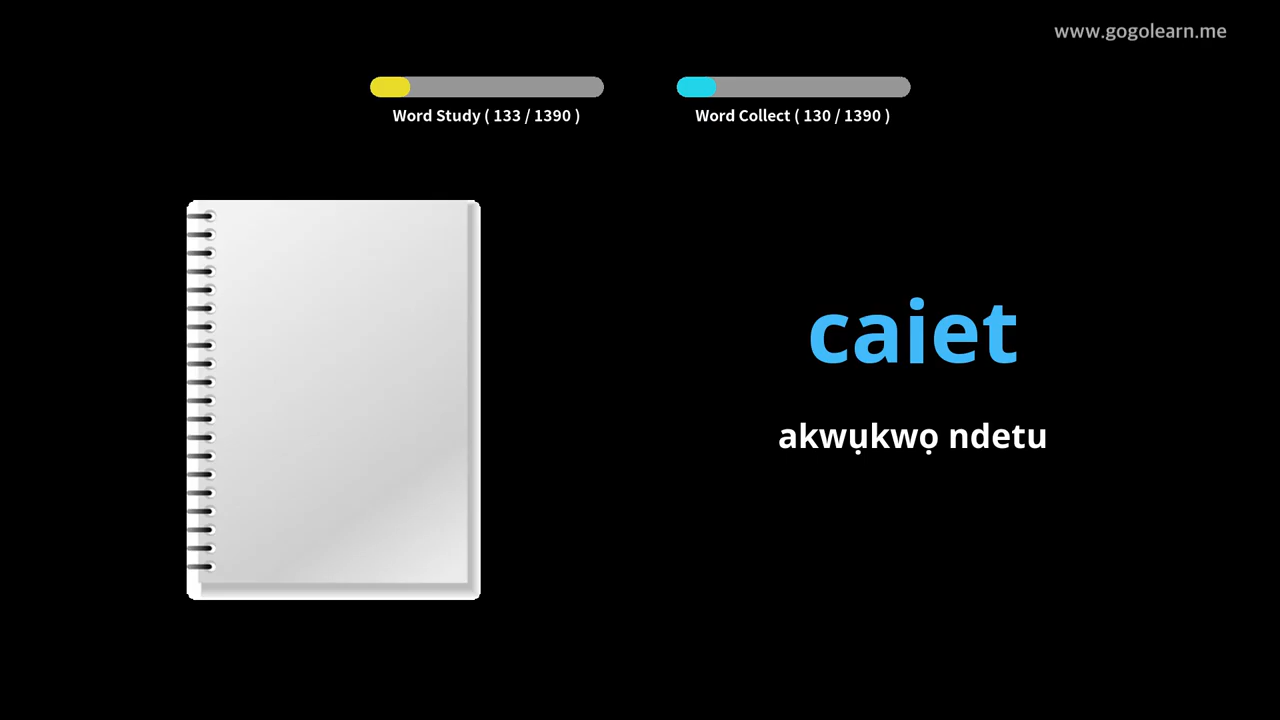 www.gogolearn.me
Word Study ( 133 / 1390 )
Word Collect ( 130 / 1390 )
caiet
akwụkwọ ndetu